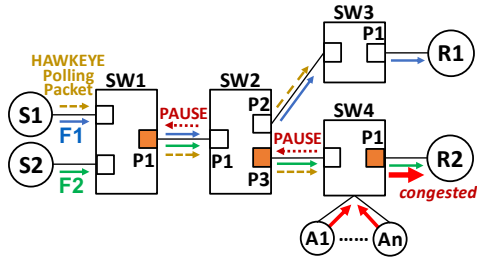 HAWKEYE
Polling
Packet
SW1
SW2
SW3
SW4
S1
F1
S2
F2
PAUSE
P1
P1
P2
P3
PAUSE
P1
R1
P1
R2
congested
A1
......
An